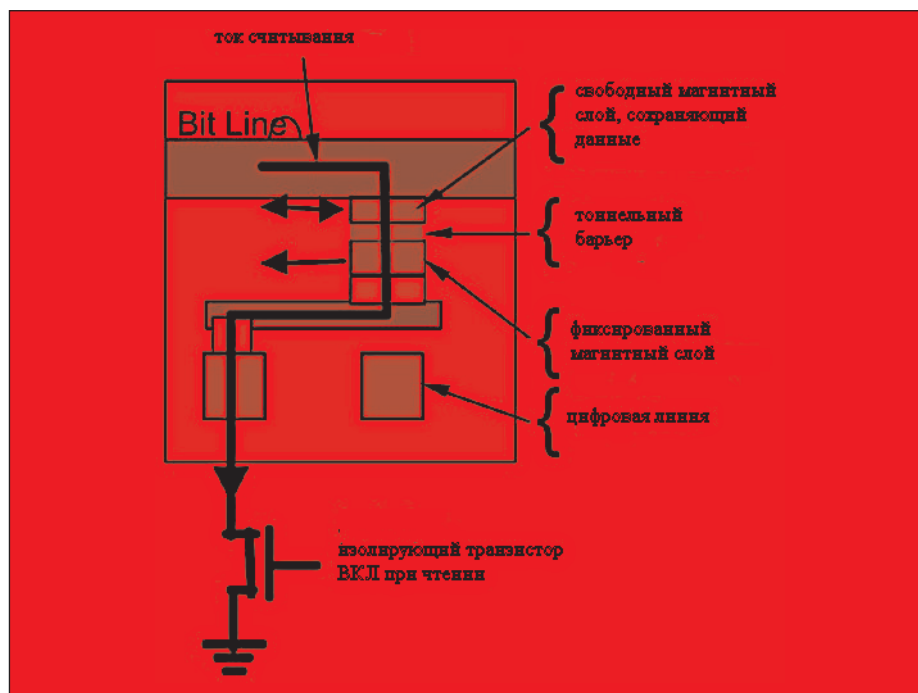 ток считывания
свободный магнитный
слой, сохраняющий
данные
Bit Line
тоннельный
барьер
фиксированный
магнитный слой
цифровая линия
изолирующий транзистор
ВКЛ при чтении